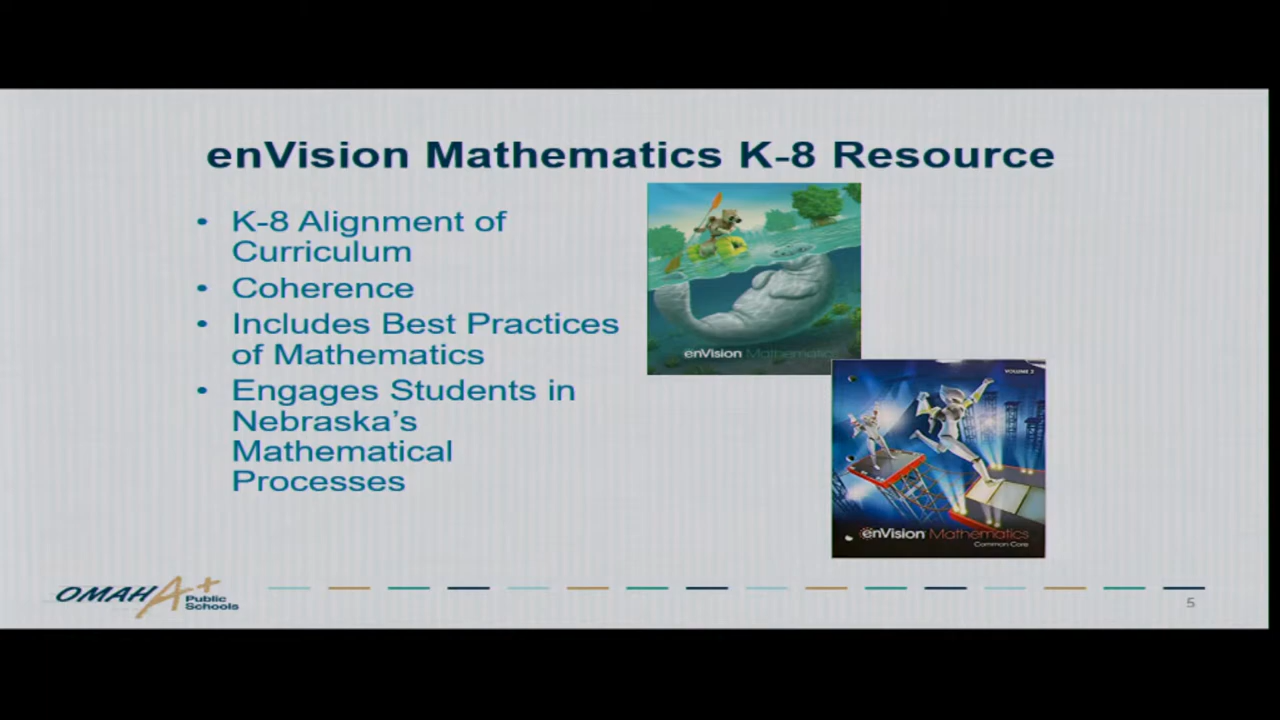 enVision Mathematics K-8 Resource
• K-8 Alignment of
Curriculum
• Coherence
• Includes Best Practices
of Mathematics
• Engages Students in
Nebraska's
Mathematical
Processes
enVision Mathematics
VOLUME 2
enVision Mathematics
Common Core
OMAHA+
Public
Schools
5